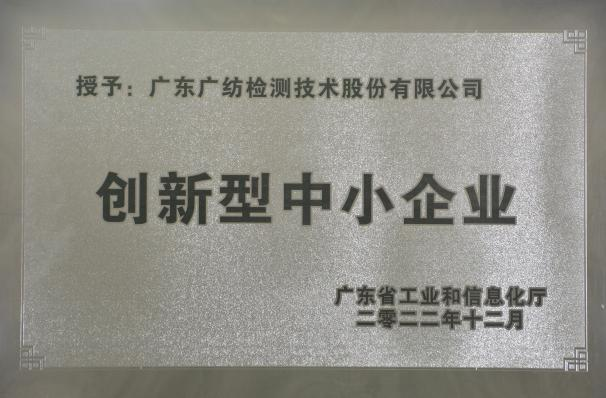 授予：广东广纺检测技术股份有限公司
创新型中小企业
广东省工业和信息化厅
二零二二年十二月